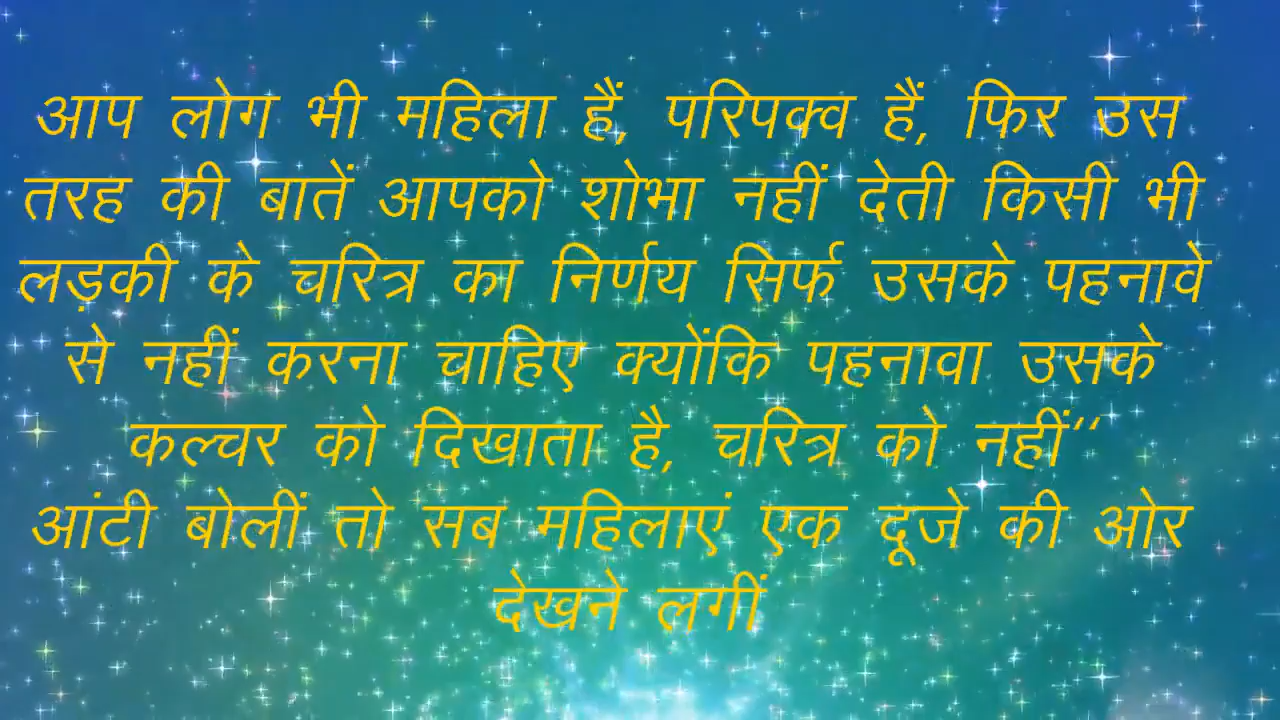 आप लोग भी महिला हैं, परिपक्व हैं, फिर उस
तरह की बातें आपको शोभा नहीं देती किसी भी
लड़की के चरित्र का निर्णय सिर्फ उसके पहनावे
से नहीं करना चाहिए क्योंकि पहनावा उसके
कल्चर को दिखाता है, चरित्र को नहीं’’
आंटी बोलीं तो सब महिलाएं एक दूजे की ओर
देखने लगीं